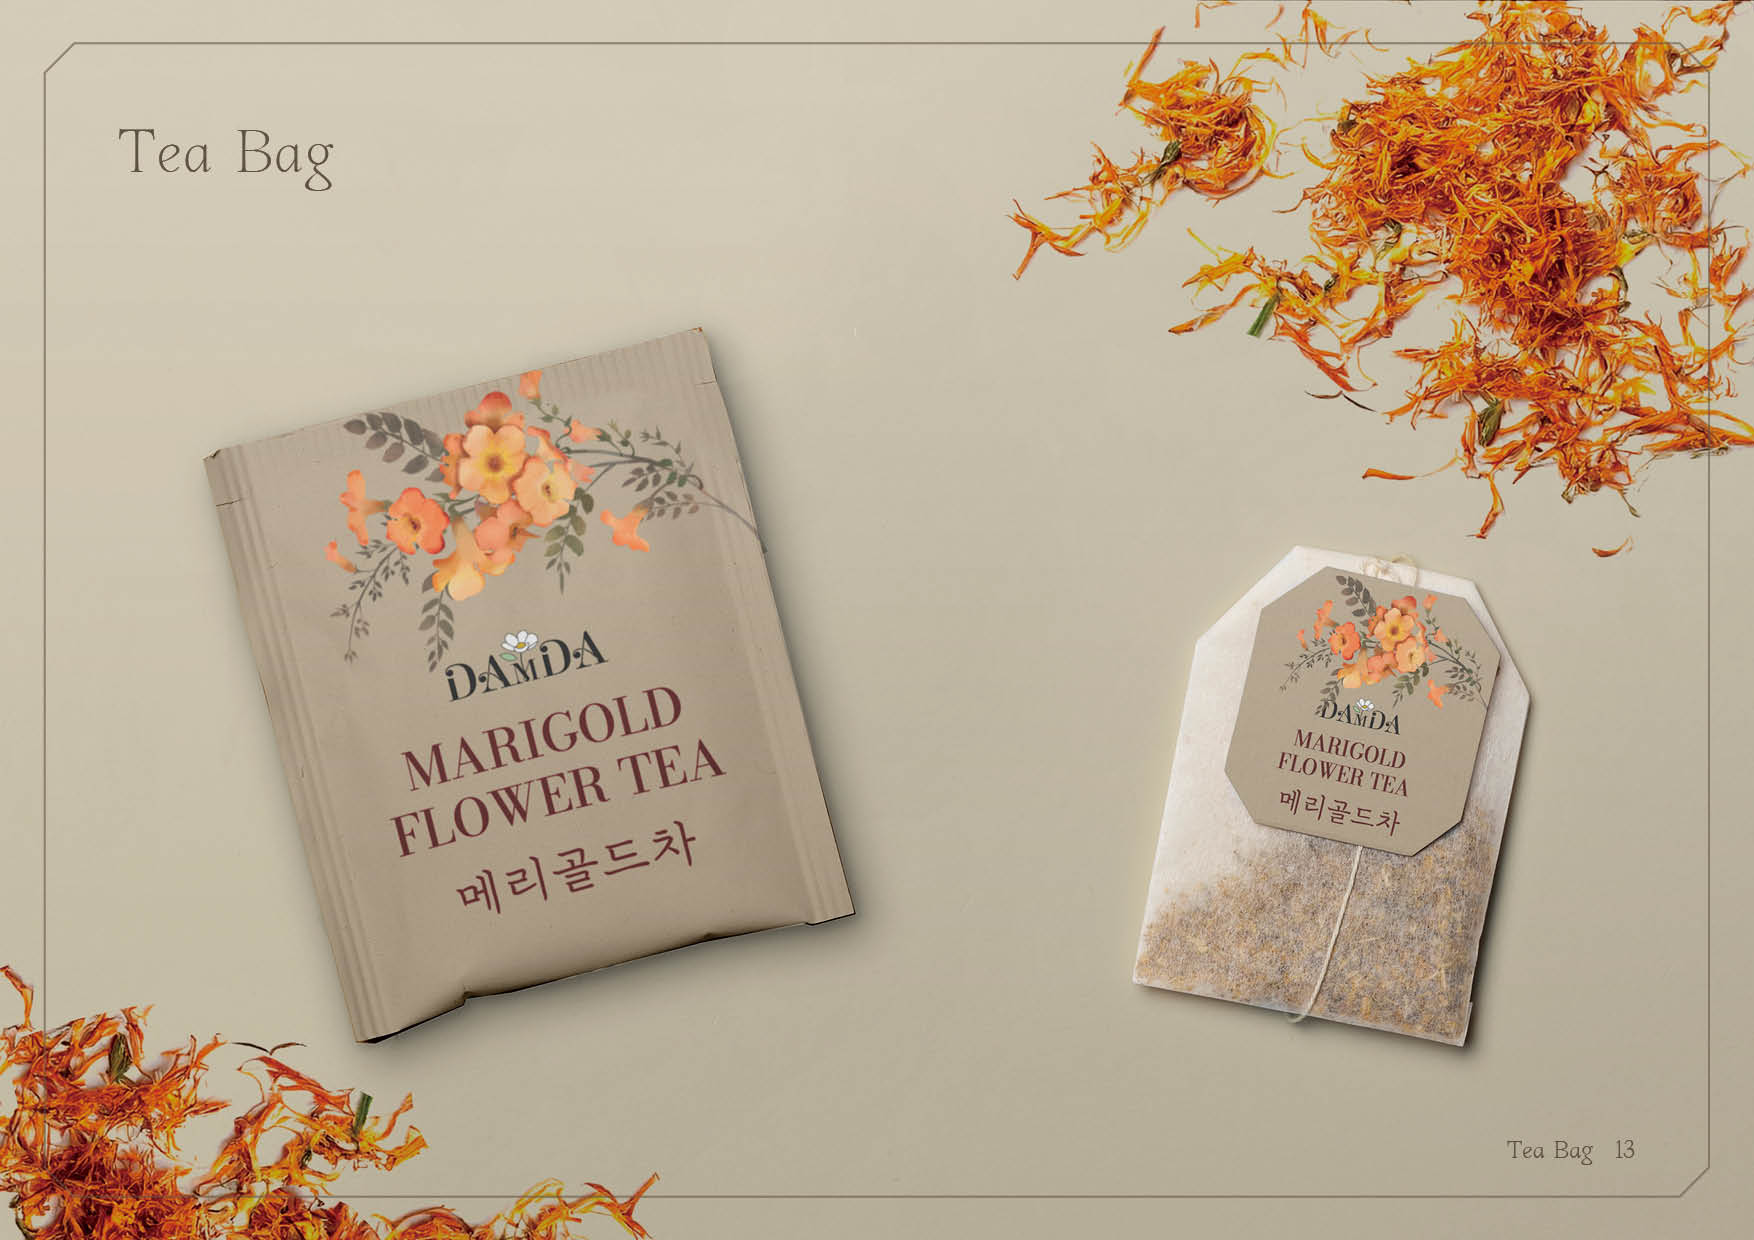 Tea Bag
DAMDA
MARIGOLD
FLOWER TEA
메리골드차
DAMDA
MARIGOLD
FLOWER TEA
메리골드차
Tea Bag 13